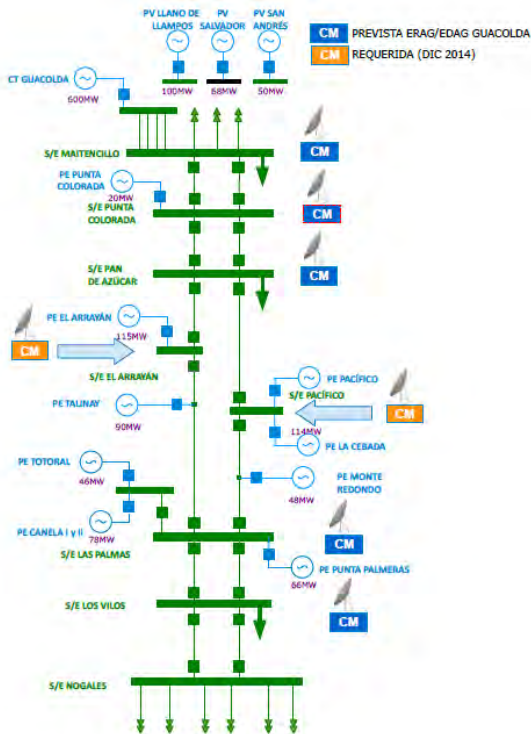 PV LLANO DE
LLAMPOS
PV
SALVADOR
PV SAN
ANDRÉS
CM PREVISTA ERAG/EDAG GUACOLDA
CM REQUERIDA (DIC 2014)
CT GUACOLDA
600MW
100MW
68MW
50MW
S/E MAITENCILLO
CM
PE PUNTA
COLORADA
20MW
S/E PUNTA
COLORADA
CM
S/E PAN
DE AZÚCAR
CM
PE EL ARRAYÁN
115MW
CM
S/E EL ARRAYÁN
PE PACÍFICO
S/E PACÍFICO
114MW
CM
PE TALINAY
90MW
PE LA CEBADA
PE TOTORAL
46MW
PE MONTE
REDONDO
48MW
PE CANELA I y II
78MW
S/E LAS PALMAS
CM
PE PUNTA PALMERAS
66MW
S/E LOS VILOS
CM
S/E NOGALES